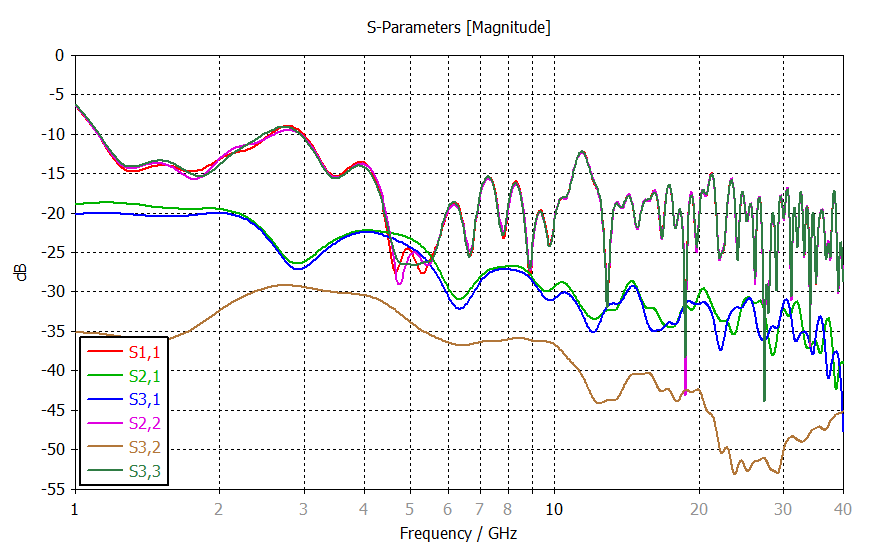 S-Parameters [Magnitude]
0
-5
-10
-15
-20
-25
-30
-35
-40
-45
-50
-55
dB
S1,1
S2,1
S3,1
S2,2
S3,2
S3,3
1 2 3 4 5 6 7 8 10 20 30 40
Frequency / GHz